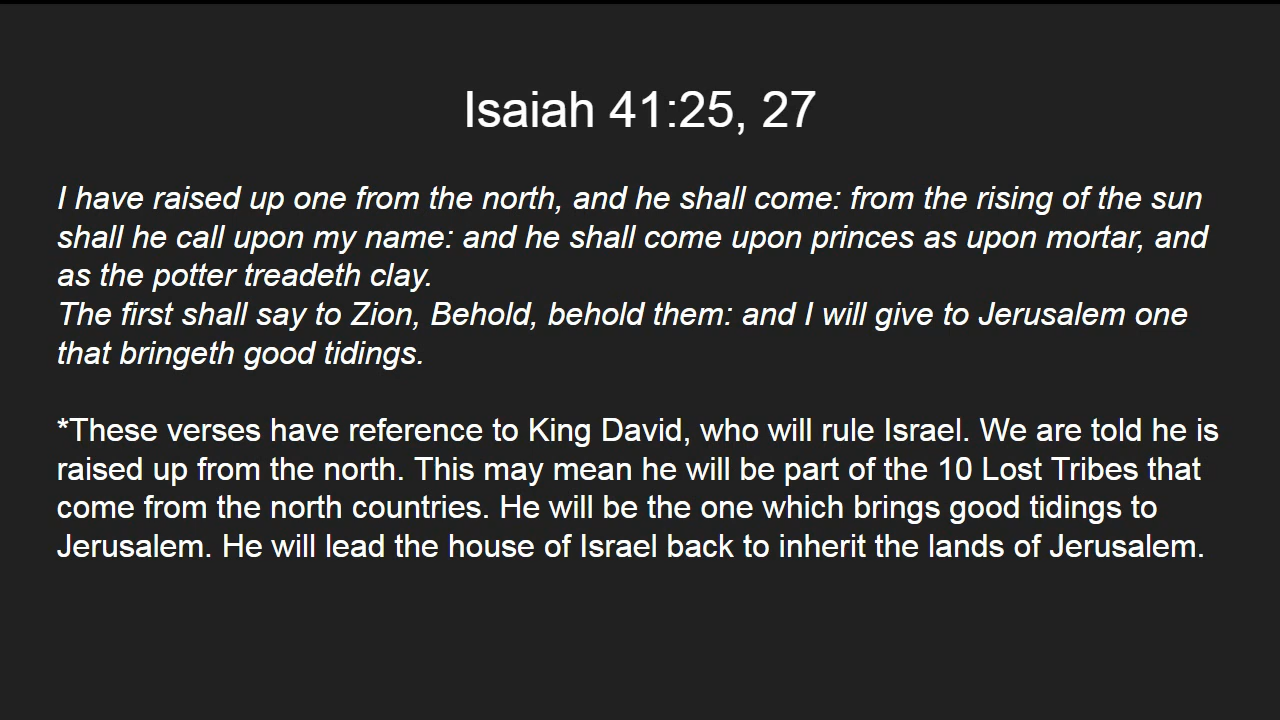 Isaiah 41:25, 27
I have raised up one from the north, and he shall come: from the rising of the sun
shall he call upon my name: and he shall come upon princes as upon mortar, and
as the potter treadeth clay.
The first shall say to Zion, Behold, behold them: and I will give to Jerusalem one
that bringeth good tidings.
*These verses have reference to King David, who will rule Israel. We are told he is
raised up from the north. This may mean he will be part of the 10 Lost Tribes that
come from the north countries. He will be the one which brings good tidings to
Jerusalem. He will lead the house of Israel back to inherit the lands of Jerusalem.